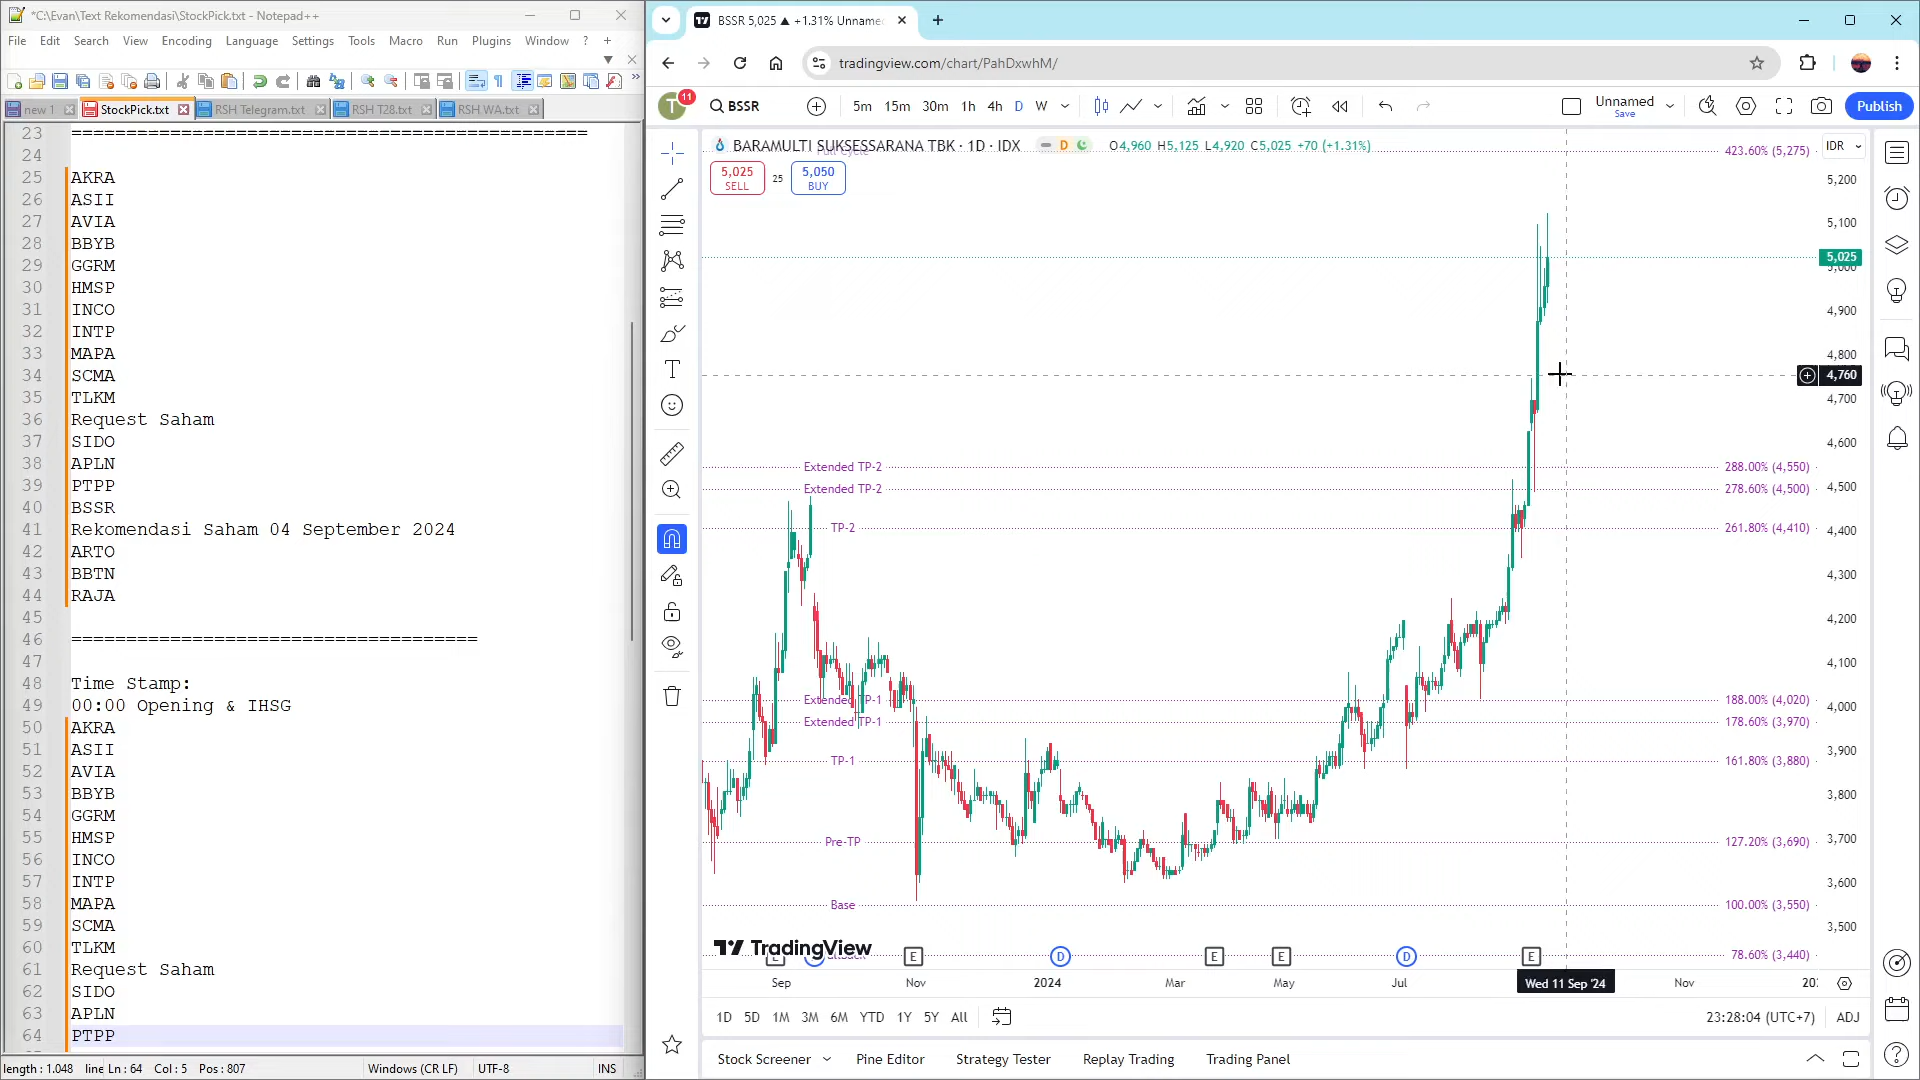 *C:\Evan\Text Rekomendasi\StockPick.txt - Notepad++
File Edit Search View Encoding Language Settings Tools Macro Run Plugins Window ? +
new 1 StockPick.txt RSH Telegram.txt RSH T28.txt RSH WA.txt
23 ===============================================
24
25 AKRA
26 ASII
27 AVIA
28 BBYB
29 GGRM
30 HMSP
31 INCO
32 INTP
33 MAPA
34 SCMA
35 TLKM
36 Request Saham
37 SIDO
38 APLN
39 PTPP
40 BSSR
41 Rekomendasi Saham 04 September 2024
42 ARTO
43 BBTN
44 RAJA
45
46 =====================================
47
48 Time Stamp:
49 00:00 Opening & IHSG
50 AKRA
51 ASII
52 AVIA
53 BBYB
54 GGRM
55 HMSP
56 INCO
57 INTP
58 MAPA
59 SCMA
60 TLKM
61 Request Saham
62 SIDO
63 APLN
64 PTPP
length : 1.048 line Ln : 64 Col : 5 Pos : 807 Windows (CR LF) UTF-8 INS
BSSR 5,025 ▲ +1.31% Unname
tradingview.com/chart/PahDxwhM/
T 11 BSSR 5m 15m 30m 1h 4h D W Unnamed Save Publish
BARAMULTI SUKSESSARANA TBK · 1D · IDX D O4,960 H5,125 L4,920 C5,025 +70 (+1.31%) IDR
423.60% (5,275)
5,025 SELL 25 5,050 BUY
5,200
5,100
5,025
5,000
4,900
4,800
4,760
4,700
4,600
Extended TP-2 288.00% (4,550)
Extended TP-2 278.60% (4,500) 4,500
TP-2 261.80% (4,410) 4,400
4,300
4,200
4,100
Extended TP-1 188.00% (4,020) 4,000
Extended TP-1 178.60% (3,970)
3,900
TP-1 161.80% (3,880)
3,800
Pre-TP 127.20% (3,690) 3,700
3,600
Base 100.00% (3,550)
3,500
TradingView
E E D E E D E 78.60% (3,440)
Sep Nov 2024 Mar May Jul Wed 11 Sep '24 Nov
1D 5D 1M 3M 6M YTD 1Y 5Y All 23:28:04 (UTC+7) ADJ
Stock Screener Pine Editor Strategy Tester Replay Trading Trading Panel